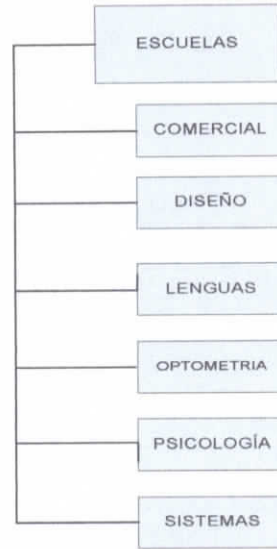 ESCUELAS
COMERCIAL
DISEÑO
LENGUAS
OPTOMETRIA
PSICOLOGÍA
SISTEMAS